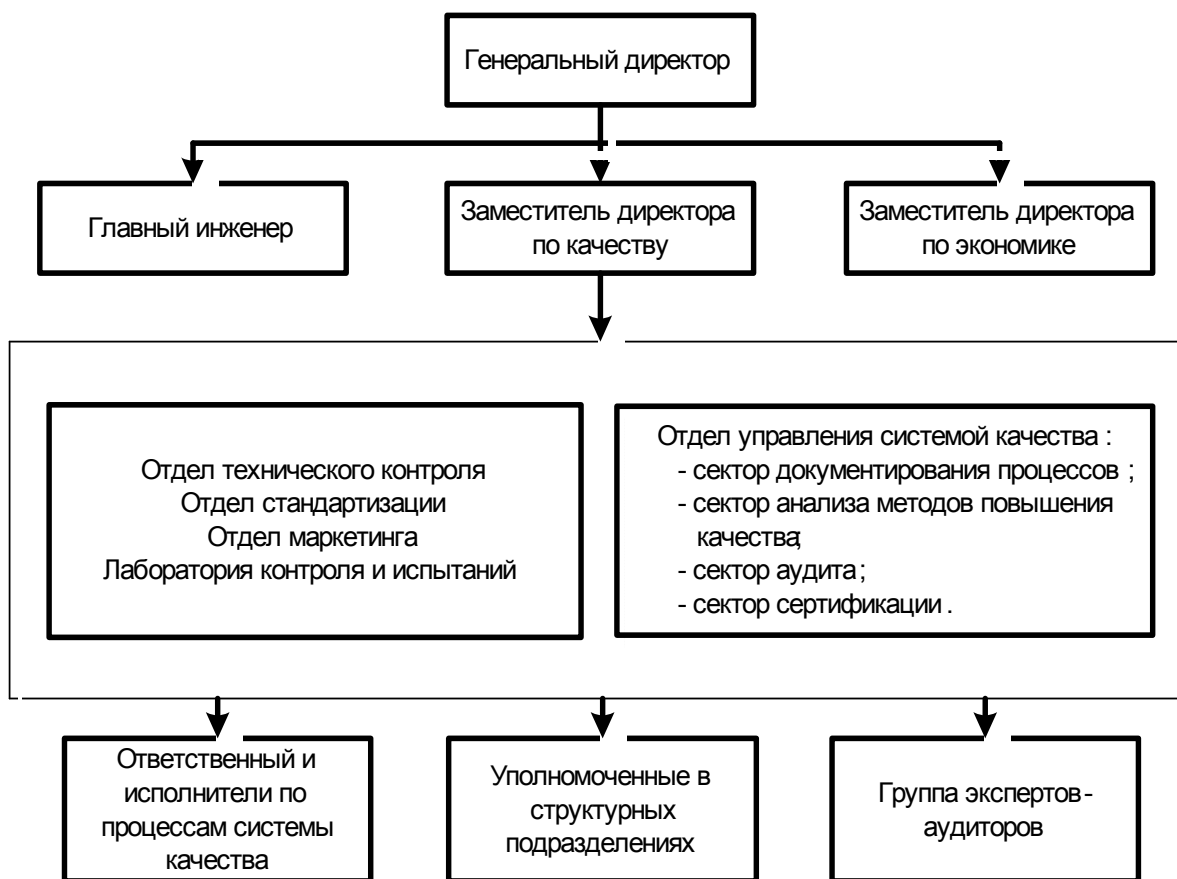 Генеральный директор
Главный инженер
Заместитель директора
по качеству
Заместитель директора
по экономике
Отдел технического контроля
Отдел стандартизации
Отдел маркетинга
Лаборатория контроля и испытаний
Отдел управления системой качества :
- сектор документирования процессов ;
- сектор анализа методов повышения
качества;
- сектор аудита ;
- сектор сертификации .
Ответственный и
исполнители по
процессам системы
качества
Уполномоченные в
структурных
подразделениях
Группа экспертов-
аудиторов